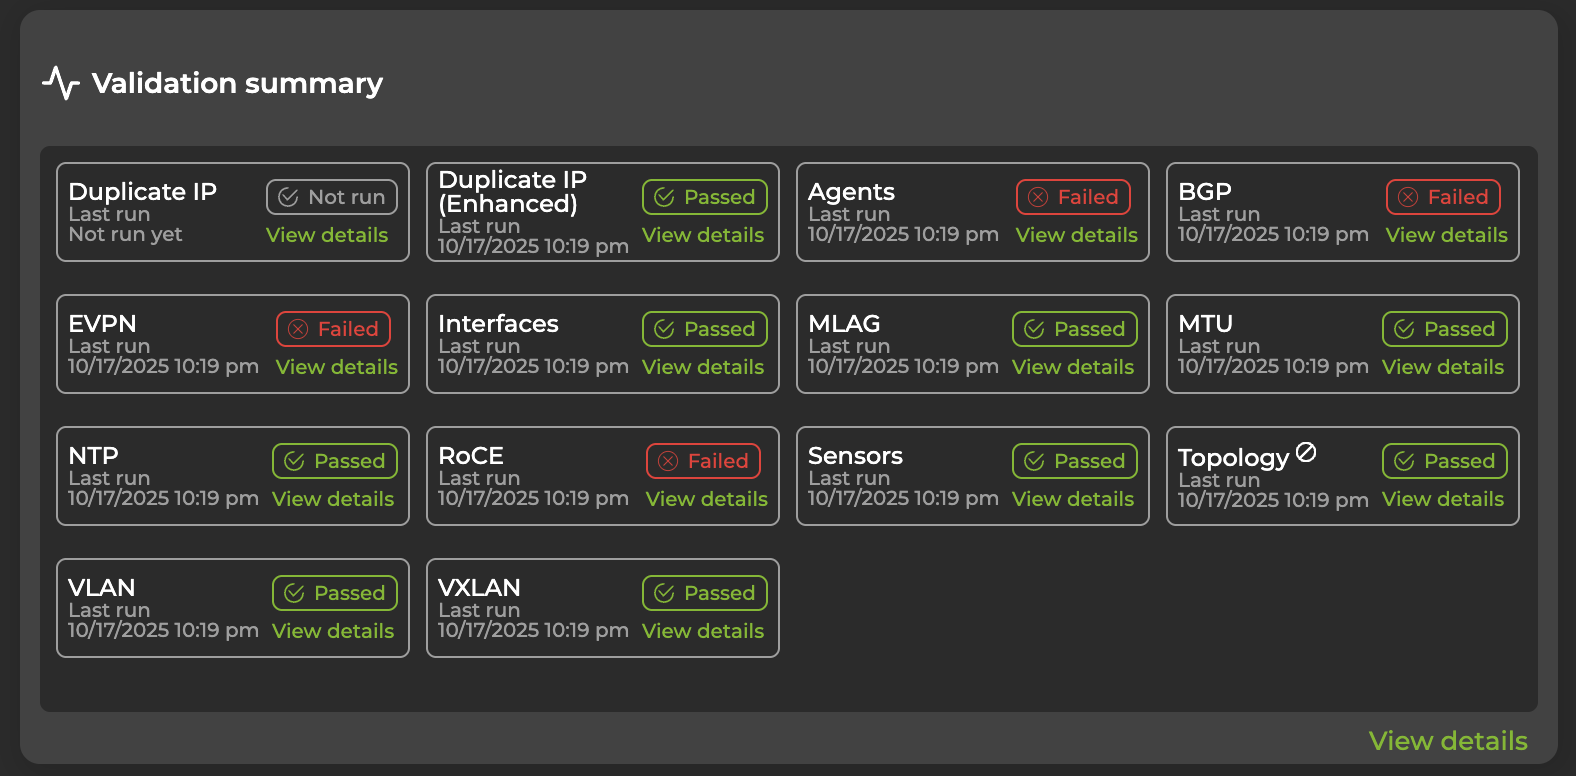 Validation summary
Duplicate IP
Last run
Not run yet
Not run
View details
Duplicate IP
(Enhanced)
Last run
10/17/2025 10:19 pm
Passed
View details
Agents
Last run
10/17/2025 10:19 pm
Failed
View details
BGP
Last run
10/17/2025 10:19 pm
Failed
View details
EVPN
Last run
10/17/2025 10:19 pm
Failed
View details
Interfaces
Last run
10/17/2025 10:19 pm
Passed
View details
MLAG
Last run
10/17/2025 10:19 pm
Passed
View details
MTU
Last run
10/17/2025 10:19 pm
Passed
View details
NTP
Last run
10/17/2025 10:19 pm
Passed
View details
RoCE
Last run
10/17/2025 10:19 pm
Failed
View details
Sensors
Last run
10/17/2025 10:19 pm
Passed
View details
Topology
Last run
10/17/2025 10:19 pm
Passed
View details
VLAN
Last run
10/17/2025 10:19 pm
Passed
View details
VXLAN
Last run
10/17/2025 10:19 pm
Passed
View details
View details